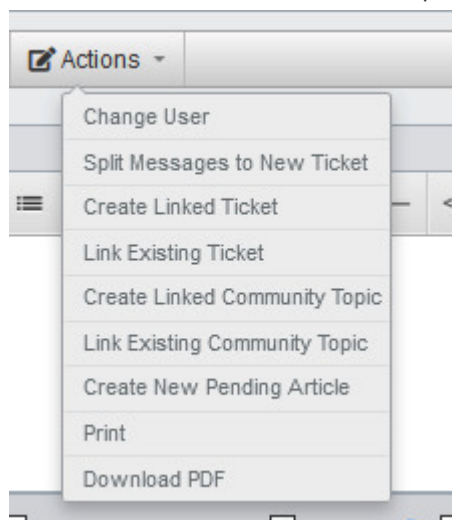 Actions
Change User
Split Messages to New Ticket
Create Linked Ticket
Link Existing Ticket
Create Linked Community Topic
Link Existing Community Topic
Create New Pending Article
Print
Download PDF